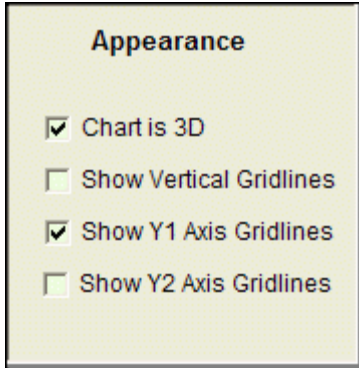 Appearance
Chart is 3D
Show Vertical Gridlines
Show Y1 Axis Gridlines
Show Y2 Axis Gridlines